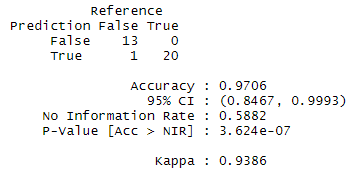 Reference
Prediction False True
False 13 0
True 1 20
Accuracy : 0.9706
95% CI : (0.8467, 0.9993)
No Information Rate : 0.5882
P-Value [Acc > NIR] : 3.624e-07
Kappa : 0.9386